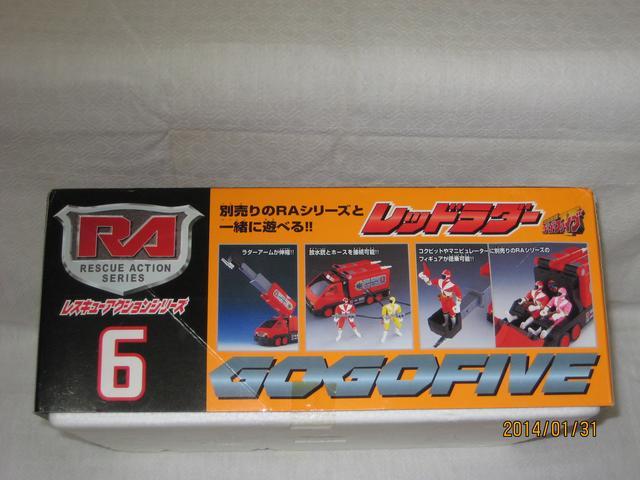 RA
RESCUE ACTION
SERIES
レスキューアクションシリーズ
6
別売りのRAシリーズと
一緒に遊べる!!
レッドラダー
ラダーアームが伸縮!!
放水銃とホースを接続可能!!
コクピットやマニピュレーターに別売りのRAシリーズの
フィギュアが搭乗可能!!
GOGOFIVE
2014/01/31